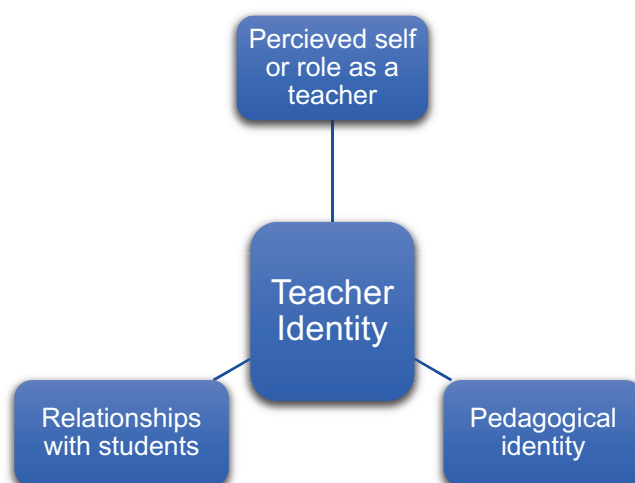 Percieved self
or role as a
teacher
Teacher
Identity
Relationships
with students
Pedagogical
identity